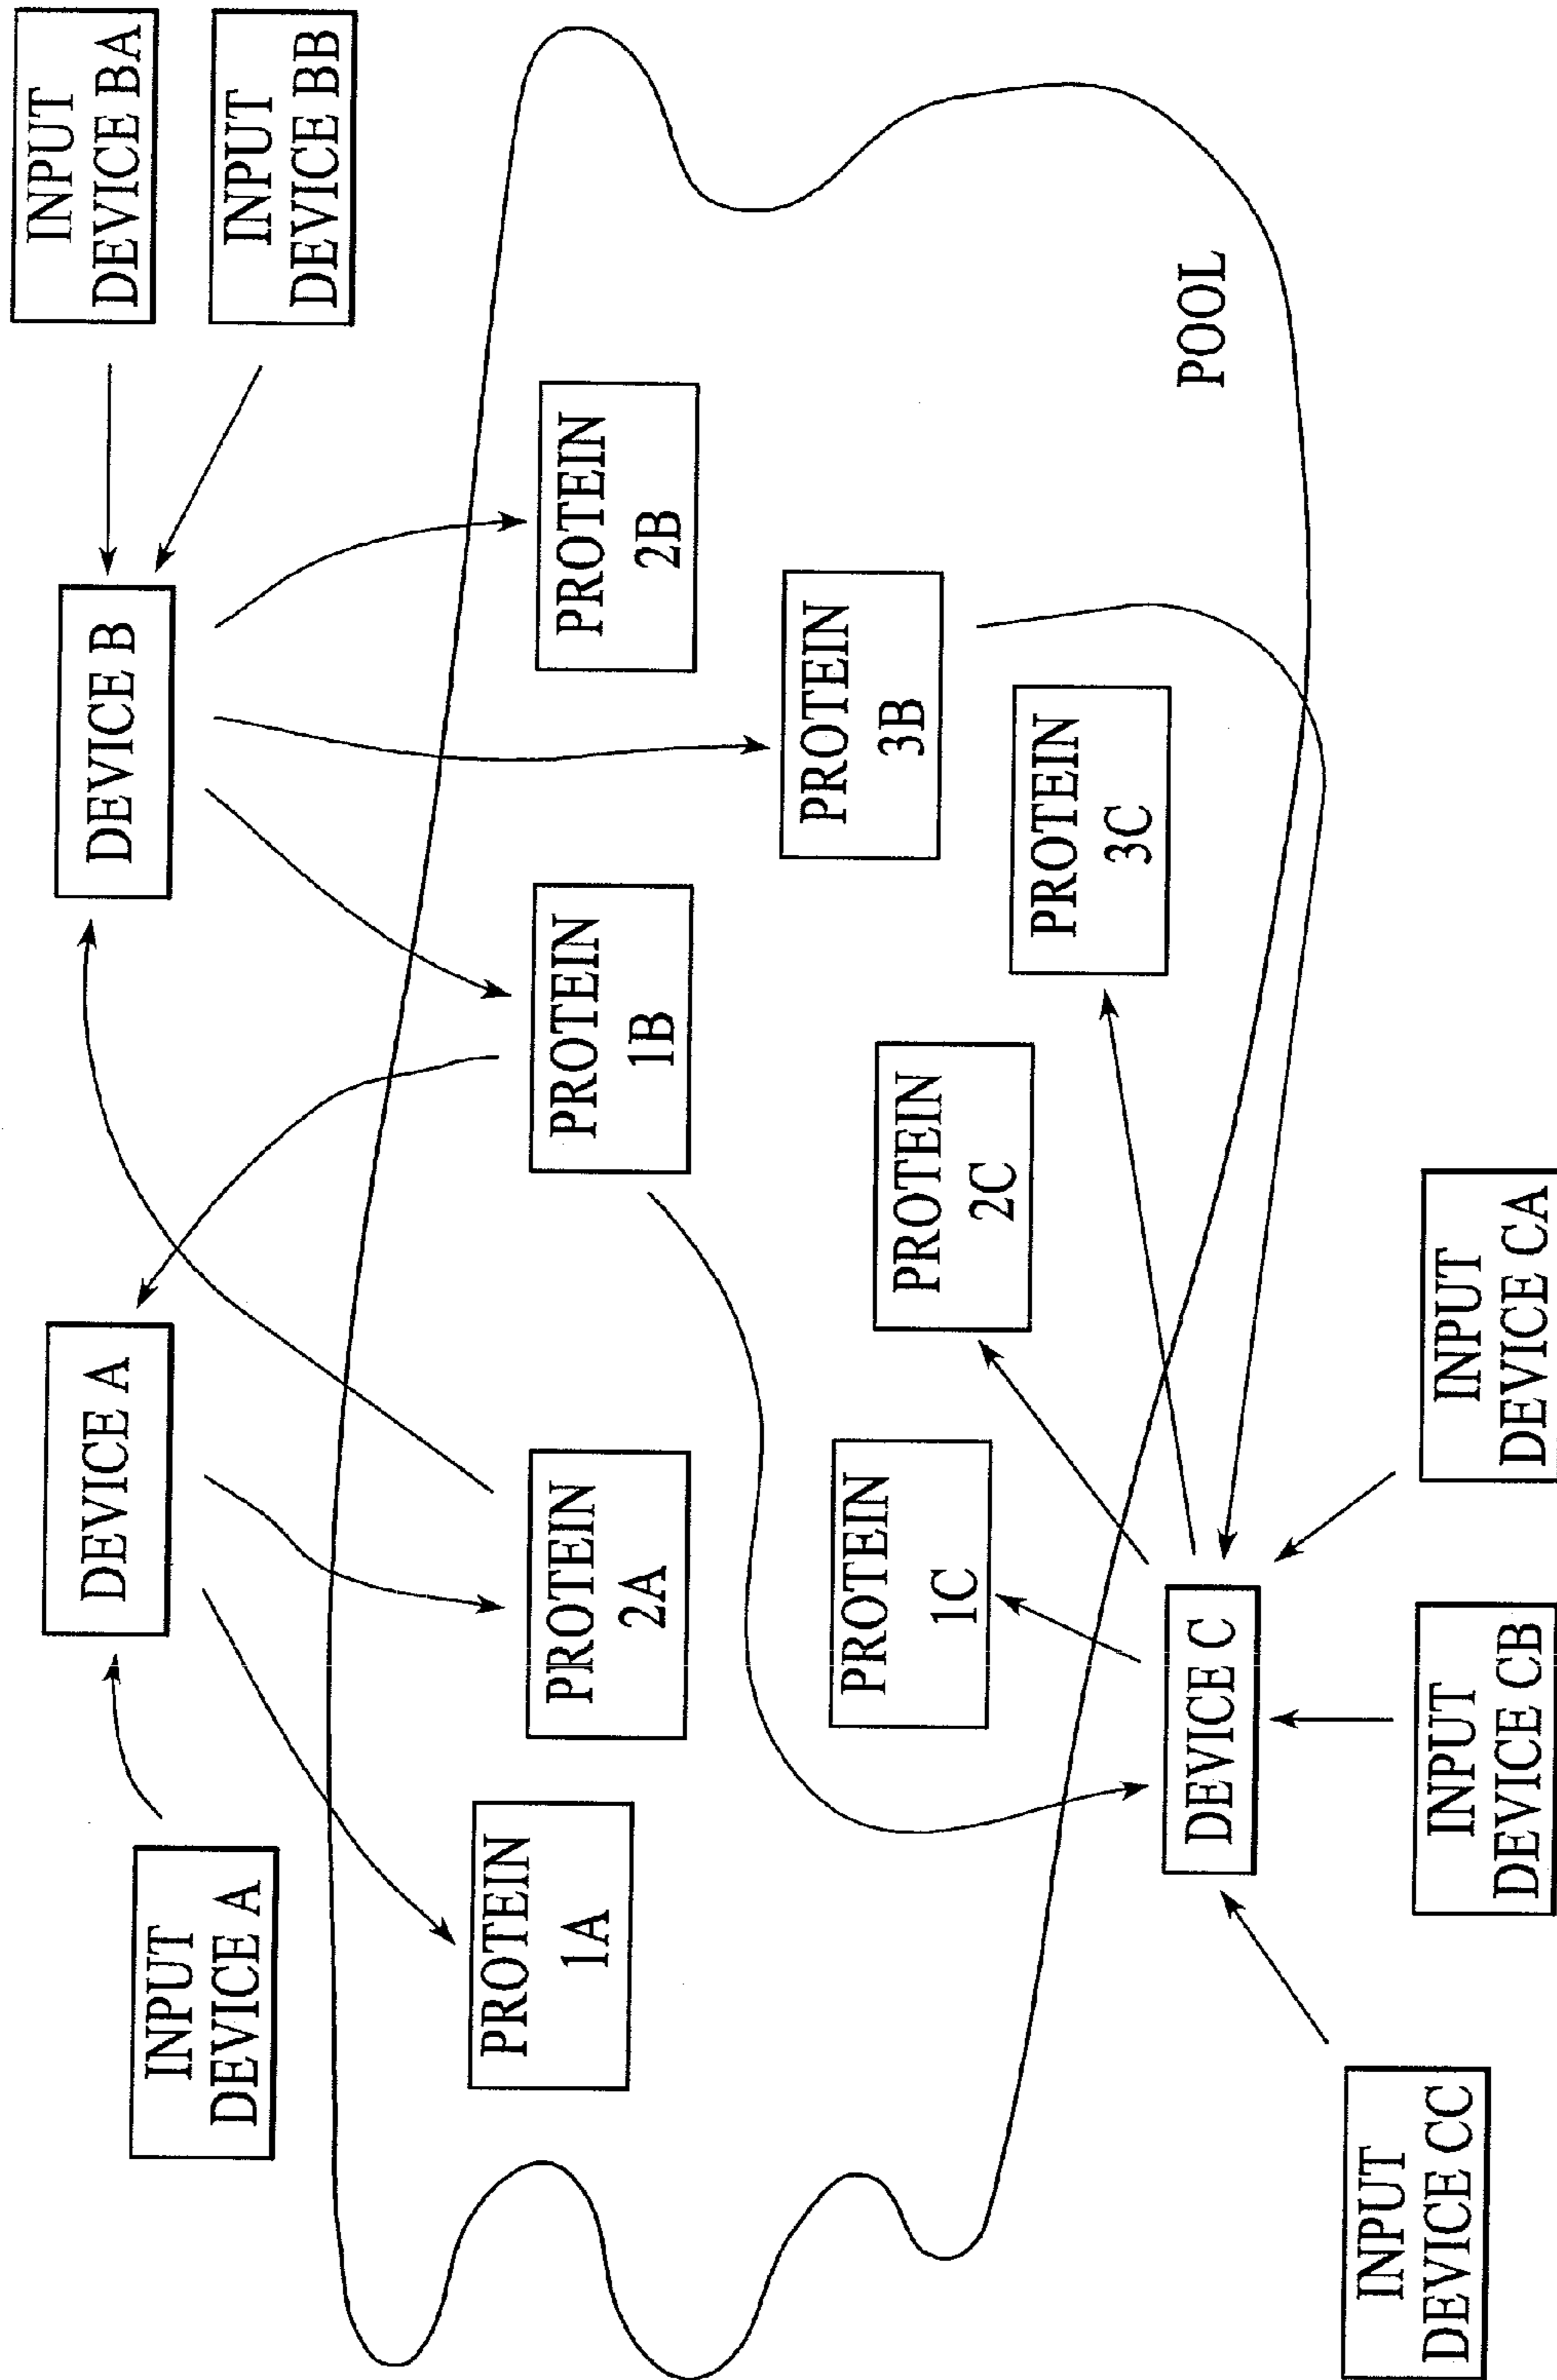 INPUT
DEVICE A
DEVICE A
DEVICE B
INPUT
DEVICE BA
INPUT
DEVICE BB
PROTEIN
1A
PROTEIN
2A
PROTEIN
1B
PROTEIN
2B
PROTEIN
3B
PROTEIN
1C
PROTEIN
2C
PROTEIN
3C
POOL
DEVICE C
INPUT
DEVICE CC
INPUT
DEVICE CB
INPUT
DEVICE CA